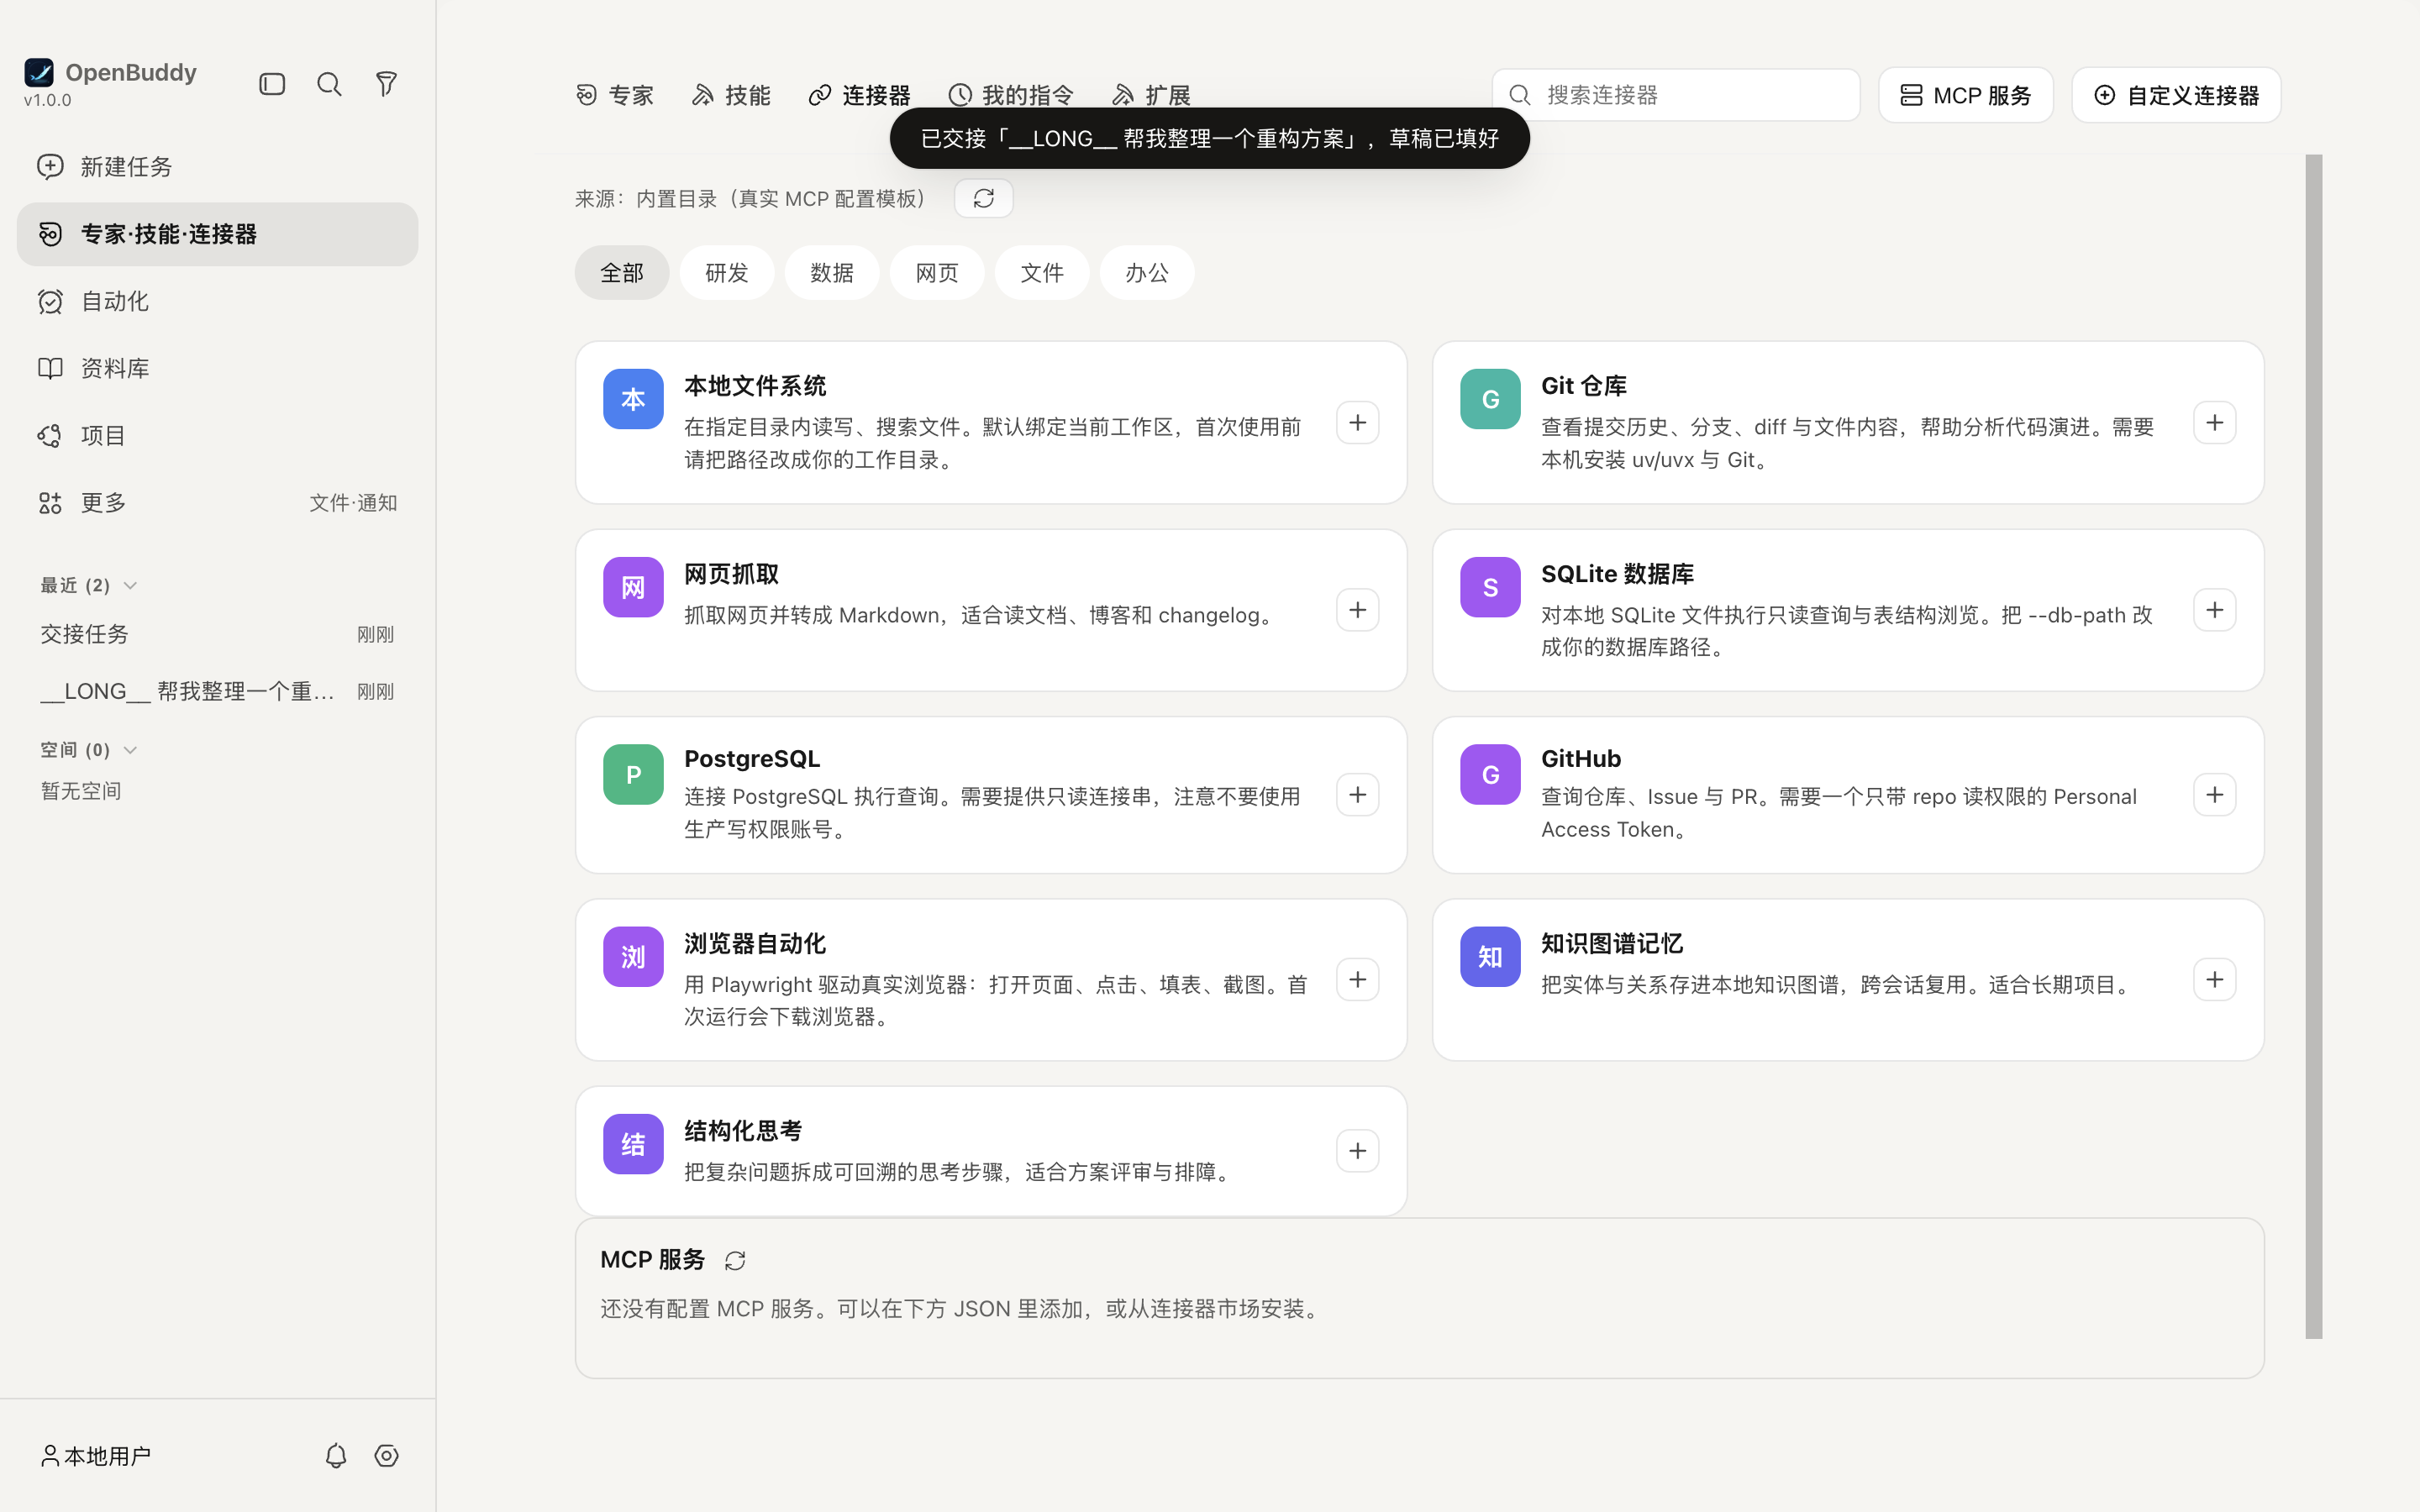 OpenBuddy
v1.0.0
新建任务
专家·技能·连接器
自动化
资料库
项目
更多
文件·通知
最近 (2)
交接任务
刚刚
__LONG__ 帮我整理一个重…
刚刚
空间 (0)
暂无空间
本地用户
专家
技能
连接器
我的指令
扩展
搜索连接器
MCP 服务
自定义连接器
已交接「__LONG__ 帮我整理一个重构方案」，草稿已填好
来源：内置目录（真实 MCP 配置模板）
全部
研发
数据
网页
文件
办公
本
本地文件系统
在指定目录内读写、搜索文件。默认绑定当前工作区，首次使用前
请把路径改成你的工作目录。
G
Git 仓库
查看提交历史、分支、diff 与文件内容，帮助分析代码演进。需要
本机安装 uv/uvx 与 Git。
网
网页抓取
抓取网页并转成 Markdown，适合读文档、博客和 changelog。
S
SQLite 数据库
对本地 SQLite 文件执行只读查询与表结构浏览。把 --db-path 改
成你的数据库路径。
P
PostgreSQL
连接 PostgreSQL 执行查询。需要提供只读连接串，注意不要使用
生产写权限账号。
G
GitHub
查询仓库、Issue 与 PR。需要一个只带 repo 读权限的 Personal
Access Token。
浏
浏览器自动化
用 Playwright 驱动真实浏览器：打开页面、点击、填表、截图。首
次运行会下载浏览器。
知
知识图谱记忆
把实体与关系存进本地知识图谱，跨会话复用。适合长期项目。
结
结构化思考
把复杂问题拆成可回溯的思考步骤，适合方案评审与排障。
MCP 服务
还没有配置 MCP 服务。可以在下方 JSON 里添加，或从连接器市场安装。